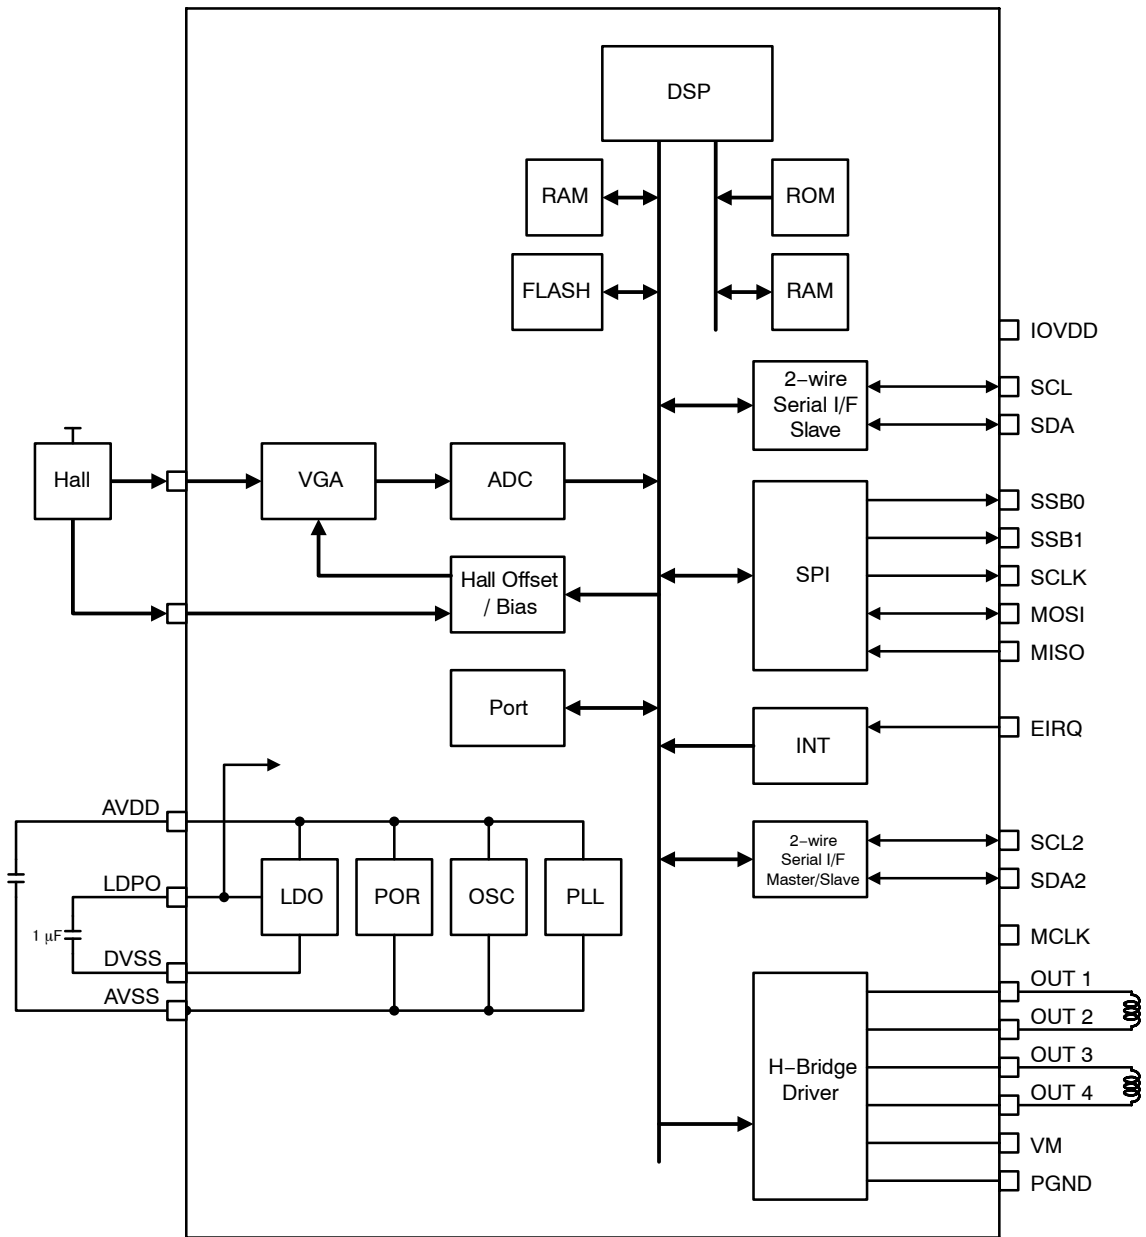 DSP
RAM
ROM
FLASH
RAM
IOVDD
2−wire
Serial I/F
Slave
SCL
SDA
Hall
VGA
ADC
SPI
SSB0
SSB1
SCLK
MOSI
MISO
Hall Offset
/ Bias
Port
INT
EIRQ
AVDD
LDPO
1 μF
DVSS
AVSS
LDO
POR
OSC
PLL
2−wire
Serial I/F
Master/Slave
SCL2
SDA2
MCLK
H−Bridge
Driver
OUT 1
OUT 2
OUT 3
OUT 4
VM
PGND